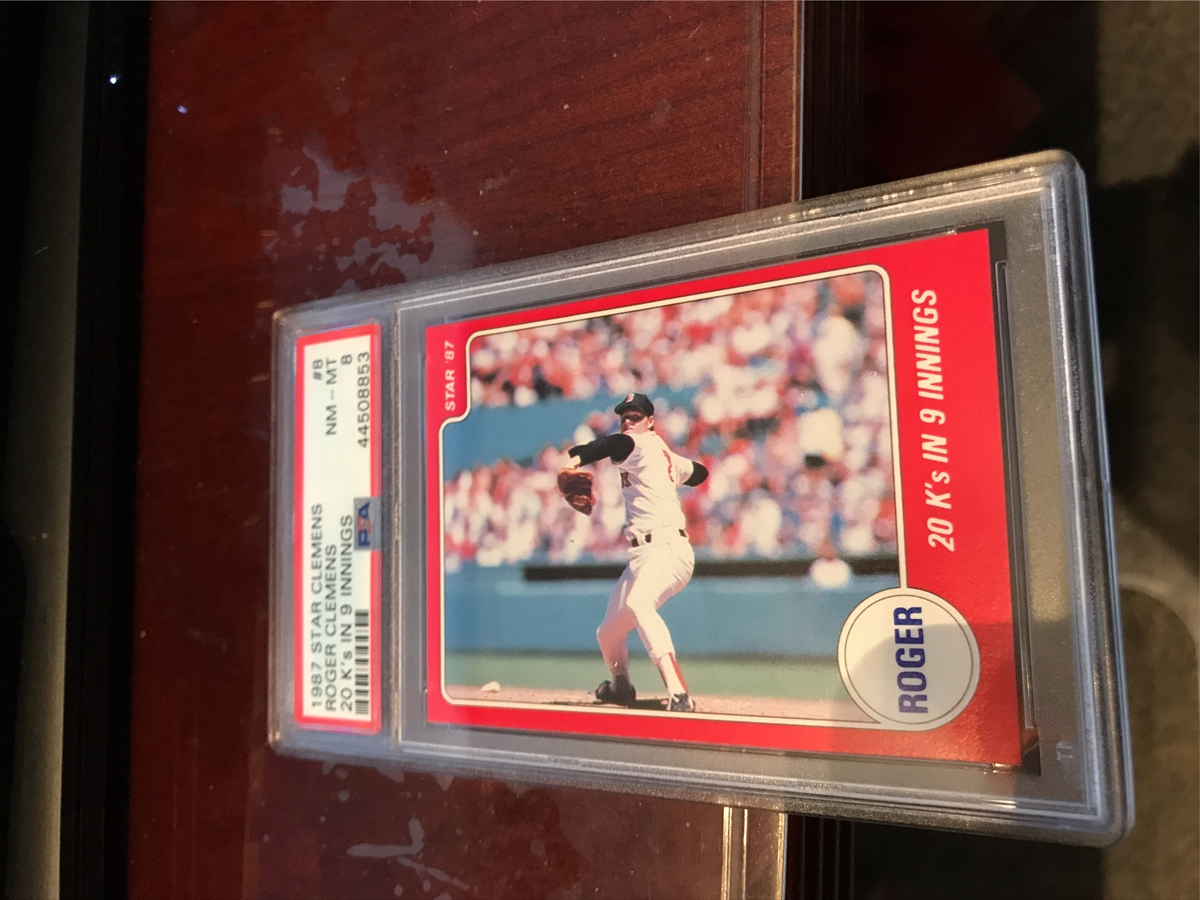 1987 STAR CLEMENS #8
ROGER CLEMENS NM - MT
20 K's IN 9 INNINGS 8
PSA 44508853
STAR '87
B
ROGER
20 K's IN 9 INNINGS